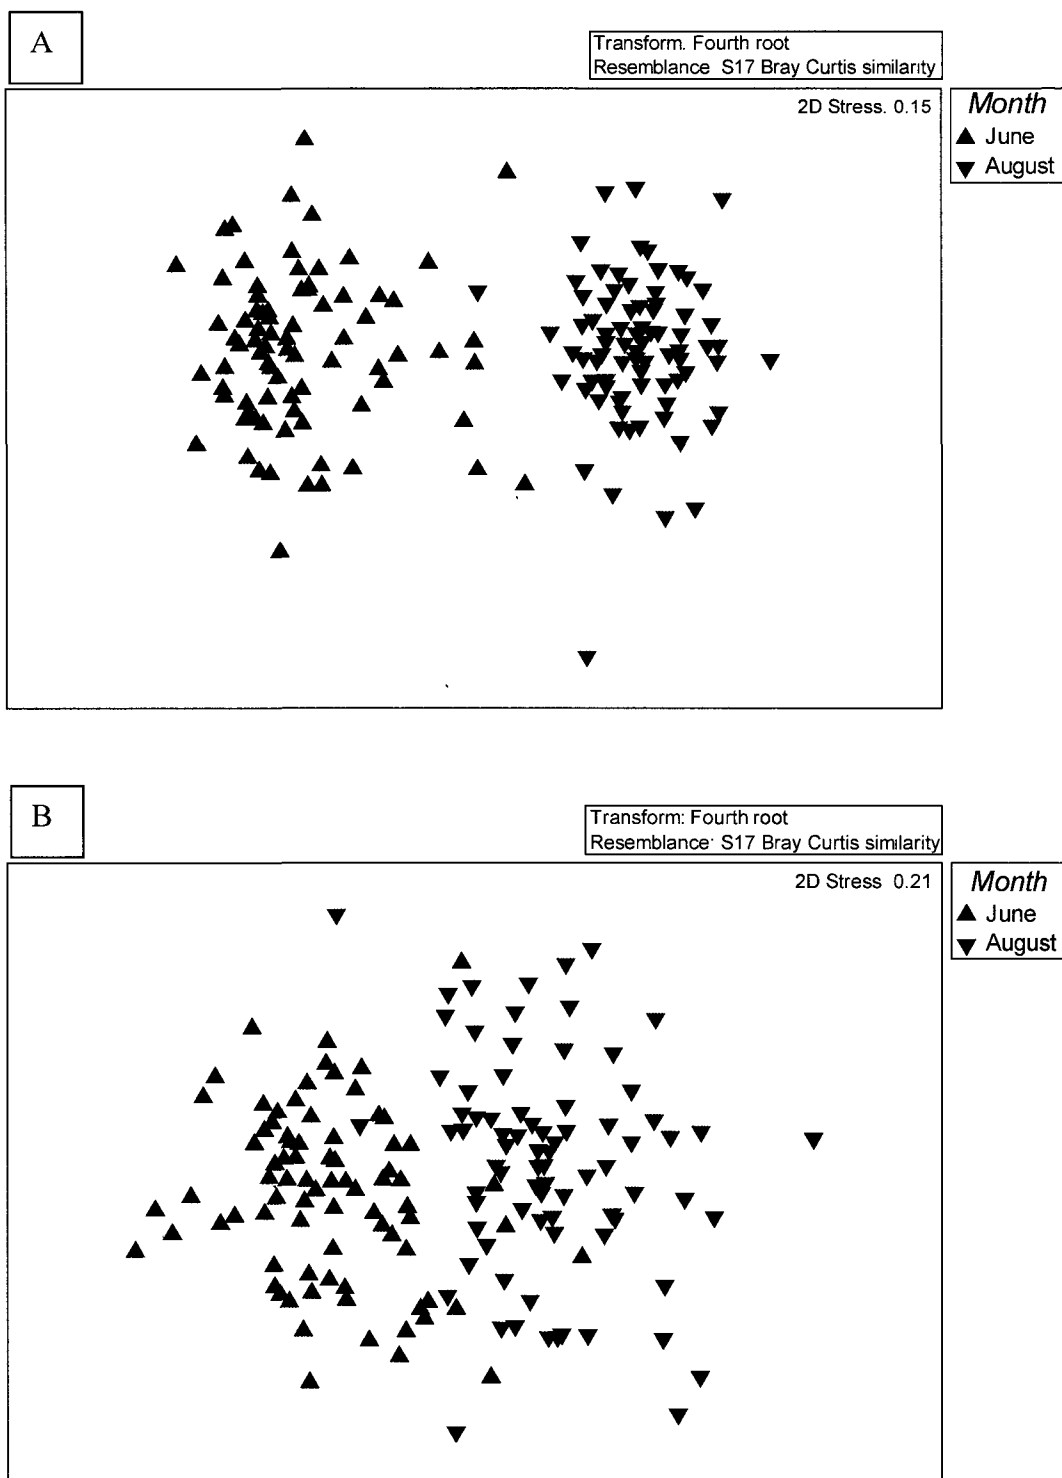 A
Transform. Fourth root
Resemblance S17 Bray Curtis similarity
2D Stress. 0.15
Month
June
August
B
Transform: Fourth root
Resemblance: S17 Bray Curtis similarity
2D Stress 0.21
Month
June
August